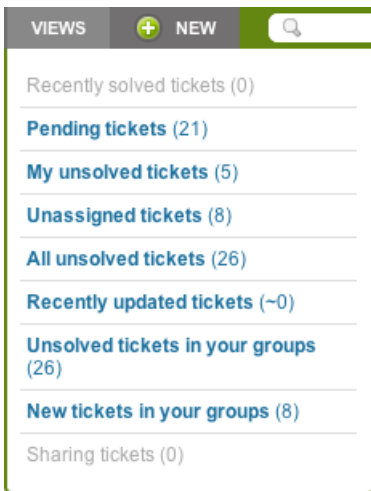 VIEWS NEW
Recently solved tickets (0)
Pending tickets (21)
My unsolved tickets (5)
Unassigned tickets (8)
All unsolved tickets (26)
Recently updated tickets (~0)
Unsolved tickets in your groups
(26)
New tickets in your groups (8)
Sharing tickets (0)